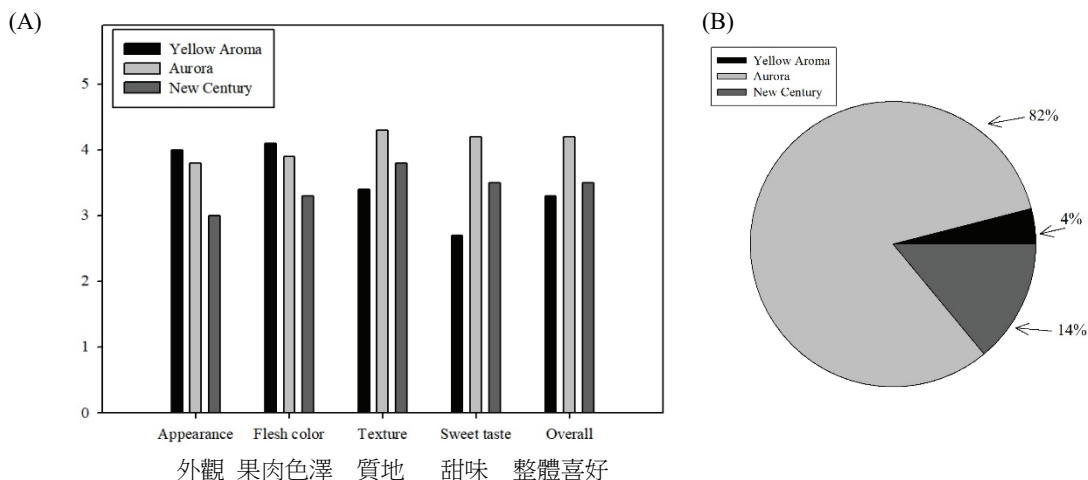 (A)
Yellow Aroma
Aurora
New Century
5
4
3
2
1
0
Appearance Flesh color Texture Sweet taste Overall
外觀 果肉色澤 質地 甜味 整體喜好
(B)
Yellow Aroma
Aurora
New Century
82%
4%
14%